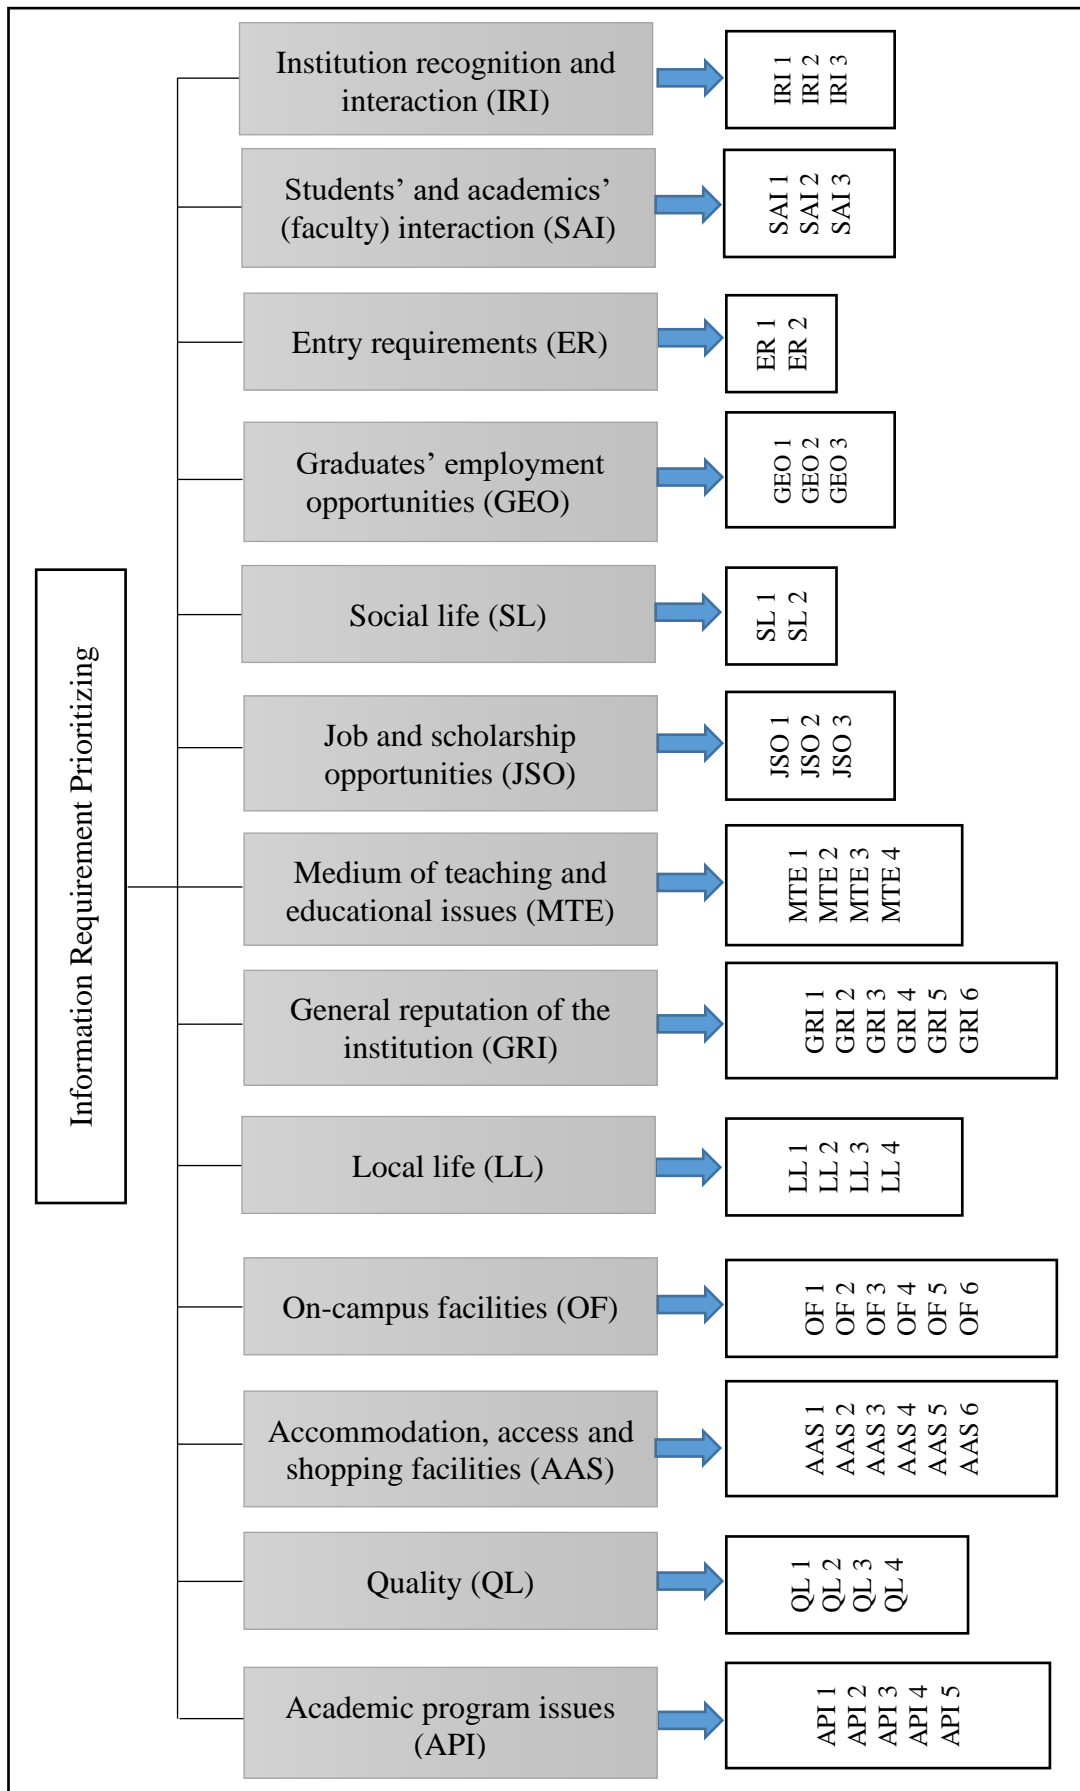 Information Requirement Prioritizing
Institution recognition and
interaction (IRI)
IRI 1
IRI 2
IRI 3
Students’ and academics’
(faculty) interaction (SAI)
SAI 1
SAI 2
SAI 3
Entry requirements (ER)
ER 1
ER 2
Graduates’ employment
opportunities (GEO)
GEO 1
GEO 2
GEO 3
Social life (SL)
SL 1
SL 2
Job and scholarship
opportunities (JSO)
JSO 1
JSO 2
JSO 3
Medium of teaching and
educational issues (MTE)
MTE 1
MTE 2
MTE 3
MTE 4
General reputation of the
institution (GRI)
GRI 1
GRI 2
GRI 3
GRI 4
GRI 5
GRI 6
Local life (LL)
LL 1
LL 2
LL 3
LL 4
On-campus facilities (OF)
OF 1
OF 2
OF 3
OF 4
OF 5
OF 6
Accommodation, access and
shopping facilities (AAS)
AAS 1
AAS 2
AAS 3
AAS 4
AAS 5
AAS 6
Quality (QL)
QL 1
QL 2
QL 3
QL 4
Academic program issues
(API)
API 1
API 2
API 3
API 4
API 5